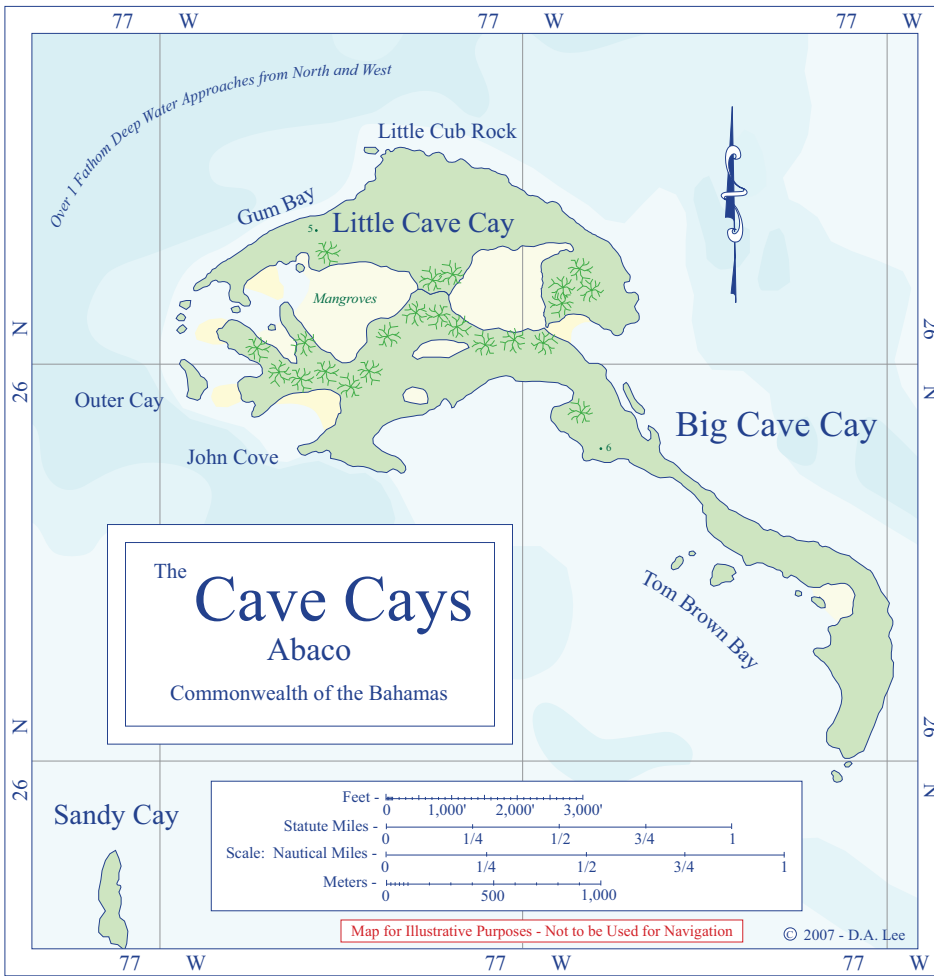 77 W 77 W 77 W
Over 1 Fathom Deep Water Approaches from North and West
Little Cub Rock
Gum Bay
5 Little Cave Cay
Mangroves
26 N
26 N
Outer Cay
Big Cave Cay
John Cove
6
The
Cave Cays
Abaco
Commonwealth of the Bahamas
Tom Brown Bay
26 N
26 N
Sandy Cay
Feet -
0 1,000' 2,000' 3,000'
Statute Miles -
0 1/4 1/2 3/4 1
Scale: Nautical Miles -
0 1/4 1/2 3/4 1
Meters -
0 500 1,000
Map for Illustrative Purposes - Not to be Used for Navigation
© 2007 - D.A. Lee
77 W 77 W 77 W